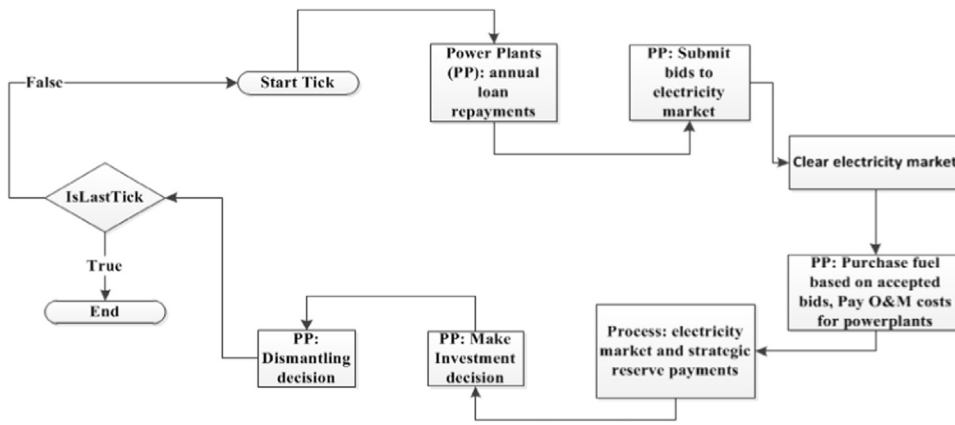 False
Start Tick
Power Plants
(PP): annual
loan
repayments
PP: Submit
bids to
electricity
market
Clear electricity market
PP: Purchase fuel
based on accepted
bids, Pay O&M costs
for powerplants
Process: electricity
market and strategic
reserve payments
PP: Make
Investment
decision
PP:
Dismantling
decision
IsLastTick
True
End